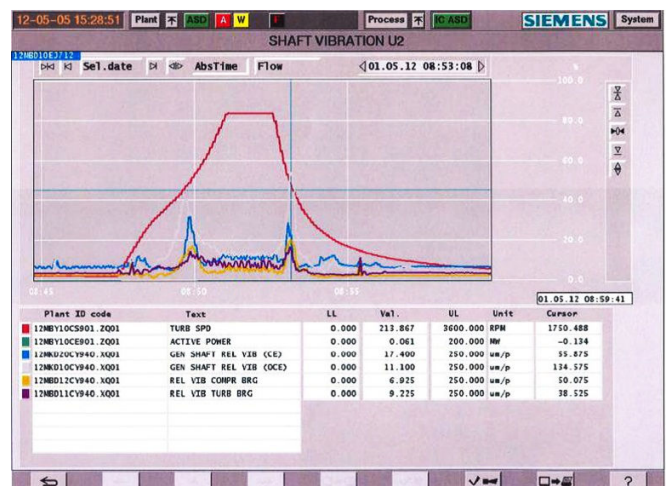 12-05-05 15:28:51 Plant ASD A W Process IC ASD SIEMENS System
SHAFT VIBRATION U2
Sel.date AbsTime Flow 01.05.12 08:53:08
%
100.0
80.0
60.0
40.0
20.0
0.0
08:45 08:50 08:55
01.05.12 08:59:41
Plant ID code Text LL Val. UL Unit Cursor
12MBY10CS901.ZQ01 TURB SPD 0.000 213.867 3600.000 RPM 1750.488
12MBY10CE901.ZQ01 ACTIVE POWER 0.000 0.061 200.000 MW -0.134
12MKD20CY940.XQ01 GEN SHAFT REL VIB (CE) 0.000 17.400 250.000 um/p 55.875
12MKD10CY940.XQ01 GEN SHAFT REL VIB (OCE) 0.000 11.100 250.000 um/p 134.575
12MBD12CY940.XQ01 REL VIB COMPR BRG 0.000 6.925 250.000 um/p 50.075
12MBD11CY940.XQ01 REL VIB TURB BRG 0.000 9.225 250.000 um/p 38.525
?